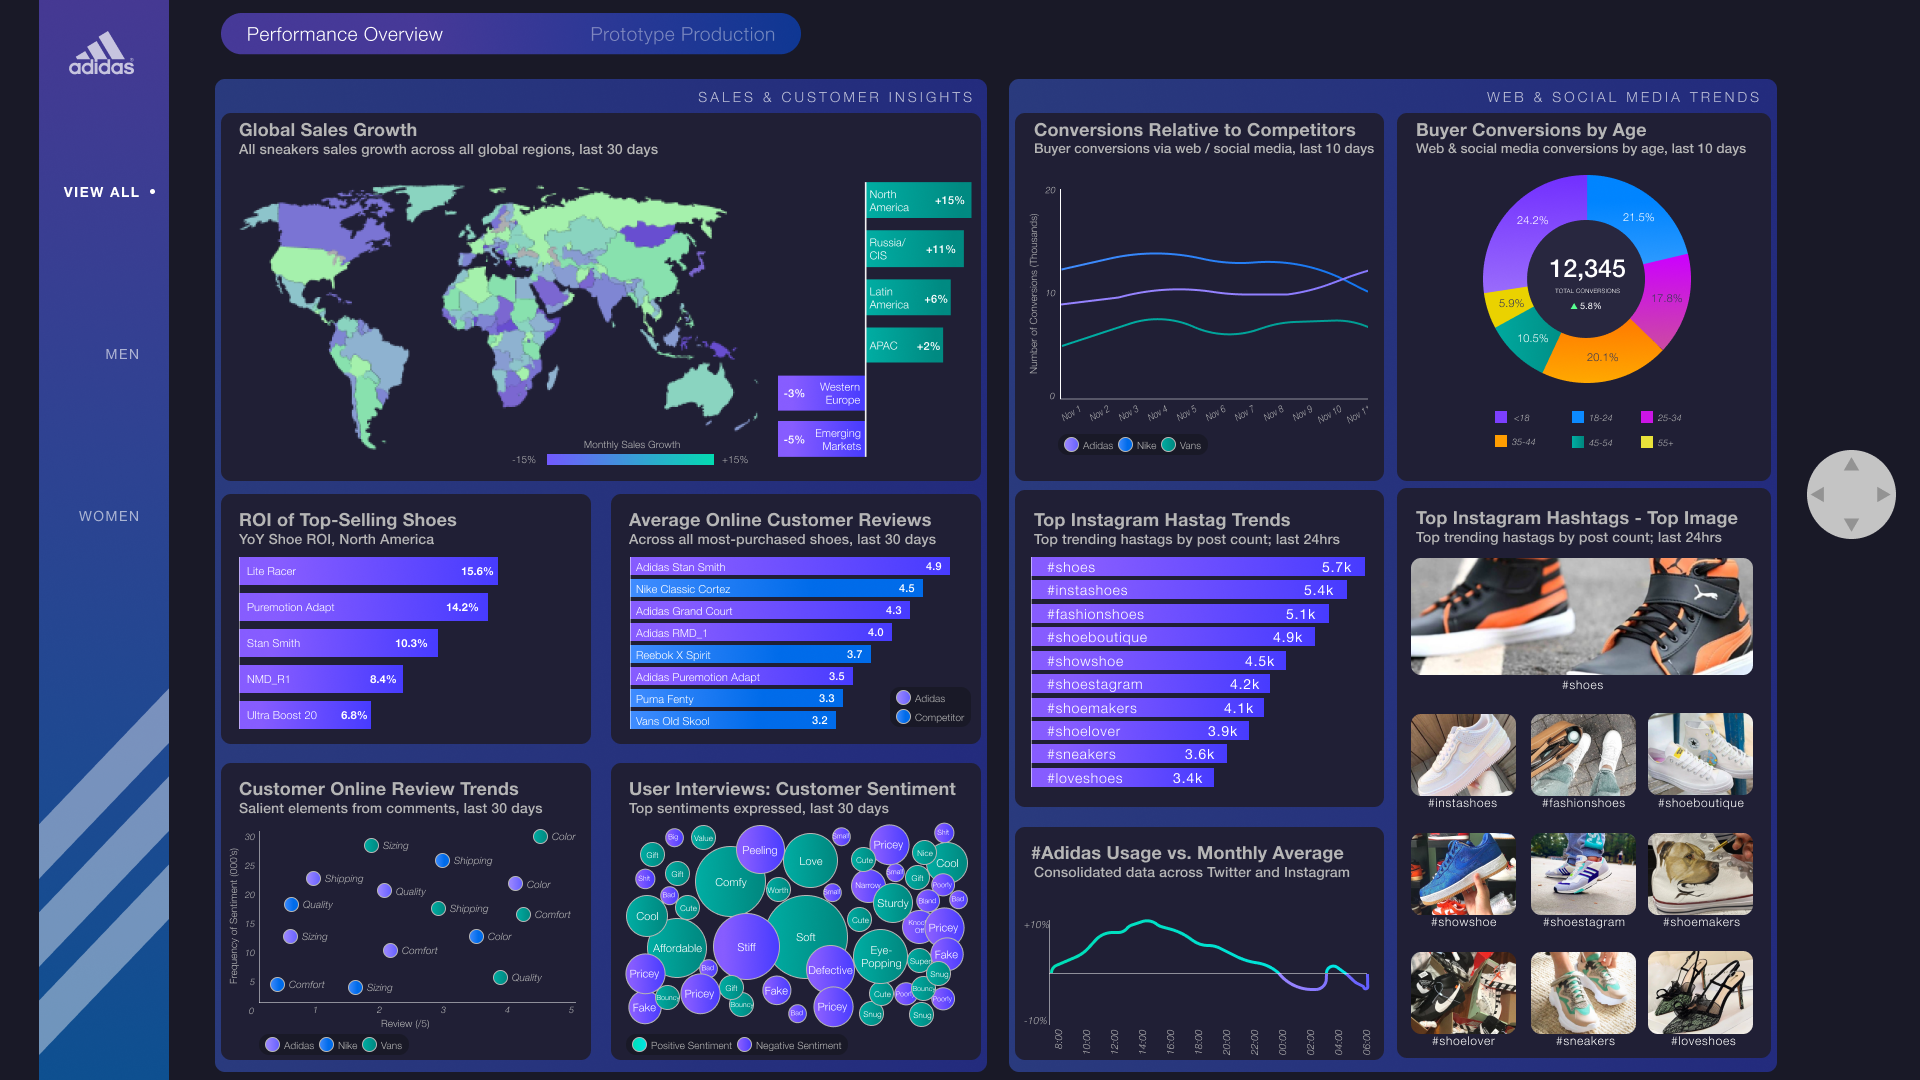 adidas
Performance Overview
Prototype Production
VIEW ALL •
MEN
WOMEN
SALES & CUSTOMER INSIGHTS
Global Sales Growth
All sneakers sales growth across all global regions, last 30 days
North America +15%
Russia/ CIS +11%
Latin America +6%
APAC +2%
-3% Western Europe
-5% Emerging Markets
Monthly Sales Growth
-15%
+15%
ROI of Top-Selling Shoes
YoY Shoe ROI, North America
Lite Racer 15.6%
Puremotion Adapt 14.2%
Stan Smith 10.3%
NMD_R1 8.4%
Ultra Boost 20 6.8%
Average Online Customer Reviews
Across all most-purchased shoes, last 30 days
Adidas Stan Smith 4.9
Nike Classic Cortez 4.5
Adidas Grand Court 4.3
Adidas RMD_1 4.0
Reebok X Spirit 3.7
Adidas Puremotion Adapt 3.5
Puma Fenty 3.3
Vans Old Skool 3.2
Adidas
Competitor
Customer Online Review Trends
Salient elements from comments, last 30 days
Frequency of Sentiment (000's)
30
25
20
15
10
5
0 1 2 3 4 5
Review (/5)
Color
Sizing
Shipping
Shipping
Color
Quality
Quality
Shipping
Comfort
Sizing
Color
Comfort
Quality
Comfort
Sizing
Adidas Nike Vans
User Interviews: Customer Sentiment
Top sentiments expressed, last 30 days
Big
Value
Peeling
Love
Small
Pricey
Shit
Gift
Cute
Nice
Cool
Shit
Gift
Comfy
Worth
Small
Narrow
Small
Gift
Poorly
Bad
Cute
Sturdy
Bland
Bad
Cool
Cute
Knock Off
Pricey
Affordable
Stiff
Soft
Eye-Popping
Super
Fake
Pricey
Bad
Defective
Snug
Bouncy
Pricey
Gift
Bouncy
Fake
Cute
Poorly
Bouncy
Poorly
Fake
Bad
Pricey
Snug
Snug
Positive Sentiment Negative Sentiment
WEB & SOCIAL MEDIA TRENDS
Conversions Relative to Competitors
Buyer conversions via web / social media, last 10 days
Number of Conversions (Thousands)
20
10
0
Nov 1 Nov 2 Nov 3 Nov 4 Nov 5 Nov 6 Nov 7 Nov 8 Nov 9 Nov 10 Nov 1
Adidas Nike Vans
Buyer Conversions by Age
Web & social media conversions by age, last 10 days
24.2%
21.5%
17.8%
20.1%
10.5%
5.9%
12,345
TOTAL CONVERSIONS
▲ 5.8%
<18 18-24 25-34
35-44 45-54 55+
Top Instagram Hastag Trends
Top trending hastags by post count; last 24hrs
#shoes 5.7k
#instashoes 5.4k
#fashionshoes 5.1k
#shoeboutique 4.9k
#showshoe 4.5k
#shoestagram 4.2k
#shoemakers 4.1k
#shoelover 3.9k
#sneakers 3.6k
#loveshoes 3.4k
#Adidas Usage vs. Monthly Average
Consolidated data across Twitter and Instagram
+10%
-10%
8:00 10:00 12:00 14:00 16:00 18:00 20:00 22:00 00:00 02:00 04:00 06:00
Top Instagram Hashtags - Top Image
Top trending hastags by post count; last 24hrs
#shoes
#instashoes #fashionshoes #shoeboutique
#showshoe #shoestagram #shoemakers
#shoelover #sneakers #loveshoes